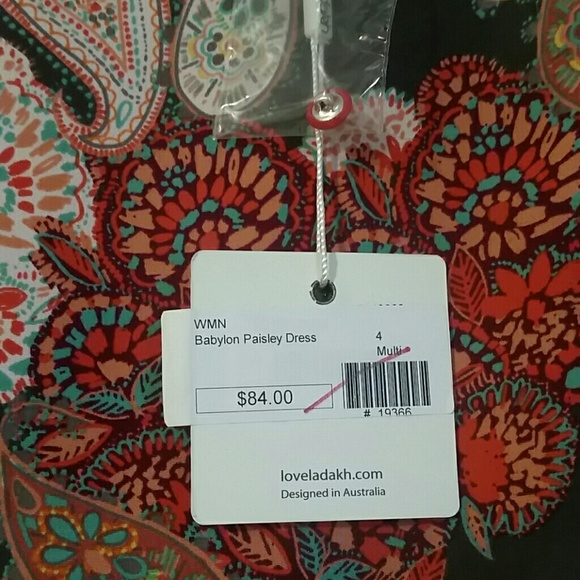 WMN
Babylon Paisley Dress 4
Multi
$84.00
# 19366
loveladakh.com
Designed in Australia